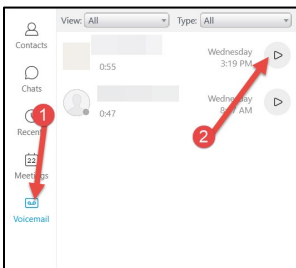 View: All Type: All
Contacts
Wednesday
3:19 PM
0:55
Chats
Wednesday
0:47
AM
1
2
Recent
22
Meetings
Voicemail